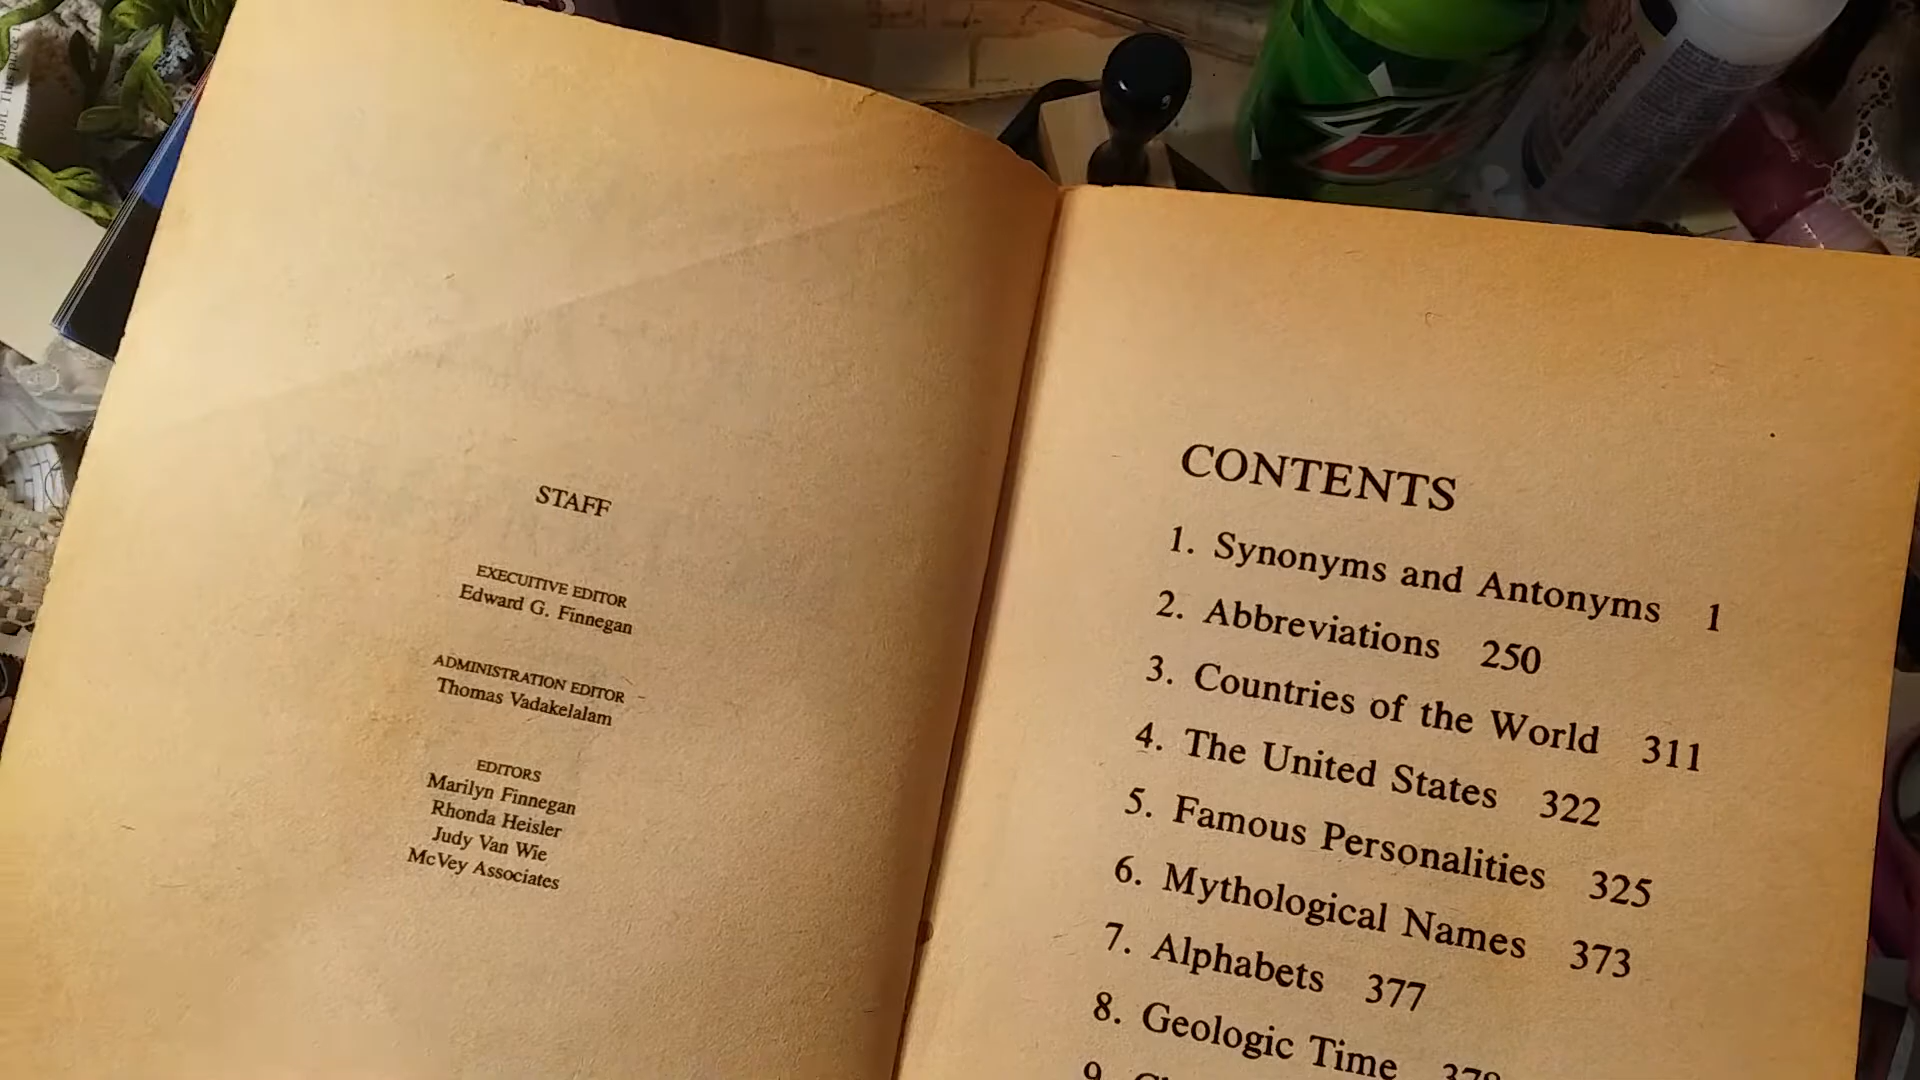 STAFF
EXECUITIVE EDITOR
Edward G. Finnegan
ADMINISTRATION EDITOR
Thomas Vadakelalam
EDITORS
Marilyn Finnegan
Rhonda Heisler
Judy Van Wie
McVey Associates
CONTENTS
1. Synonyms and Antonyms 1
2. Abbreviations 250
3. Countries of the World 311
4. The United States 322
5. Famous Personalities 325
6. Mythological Names 373
7. Alphabets 377
8. Geologic Time
9.